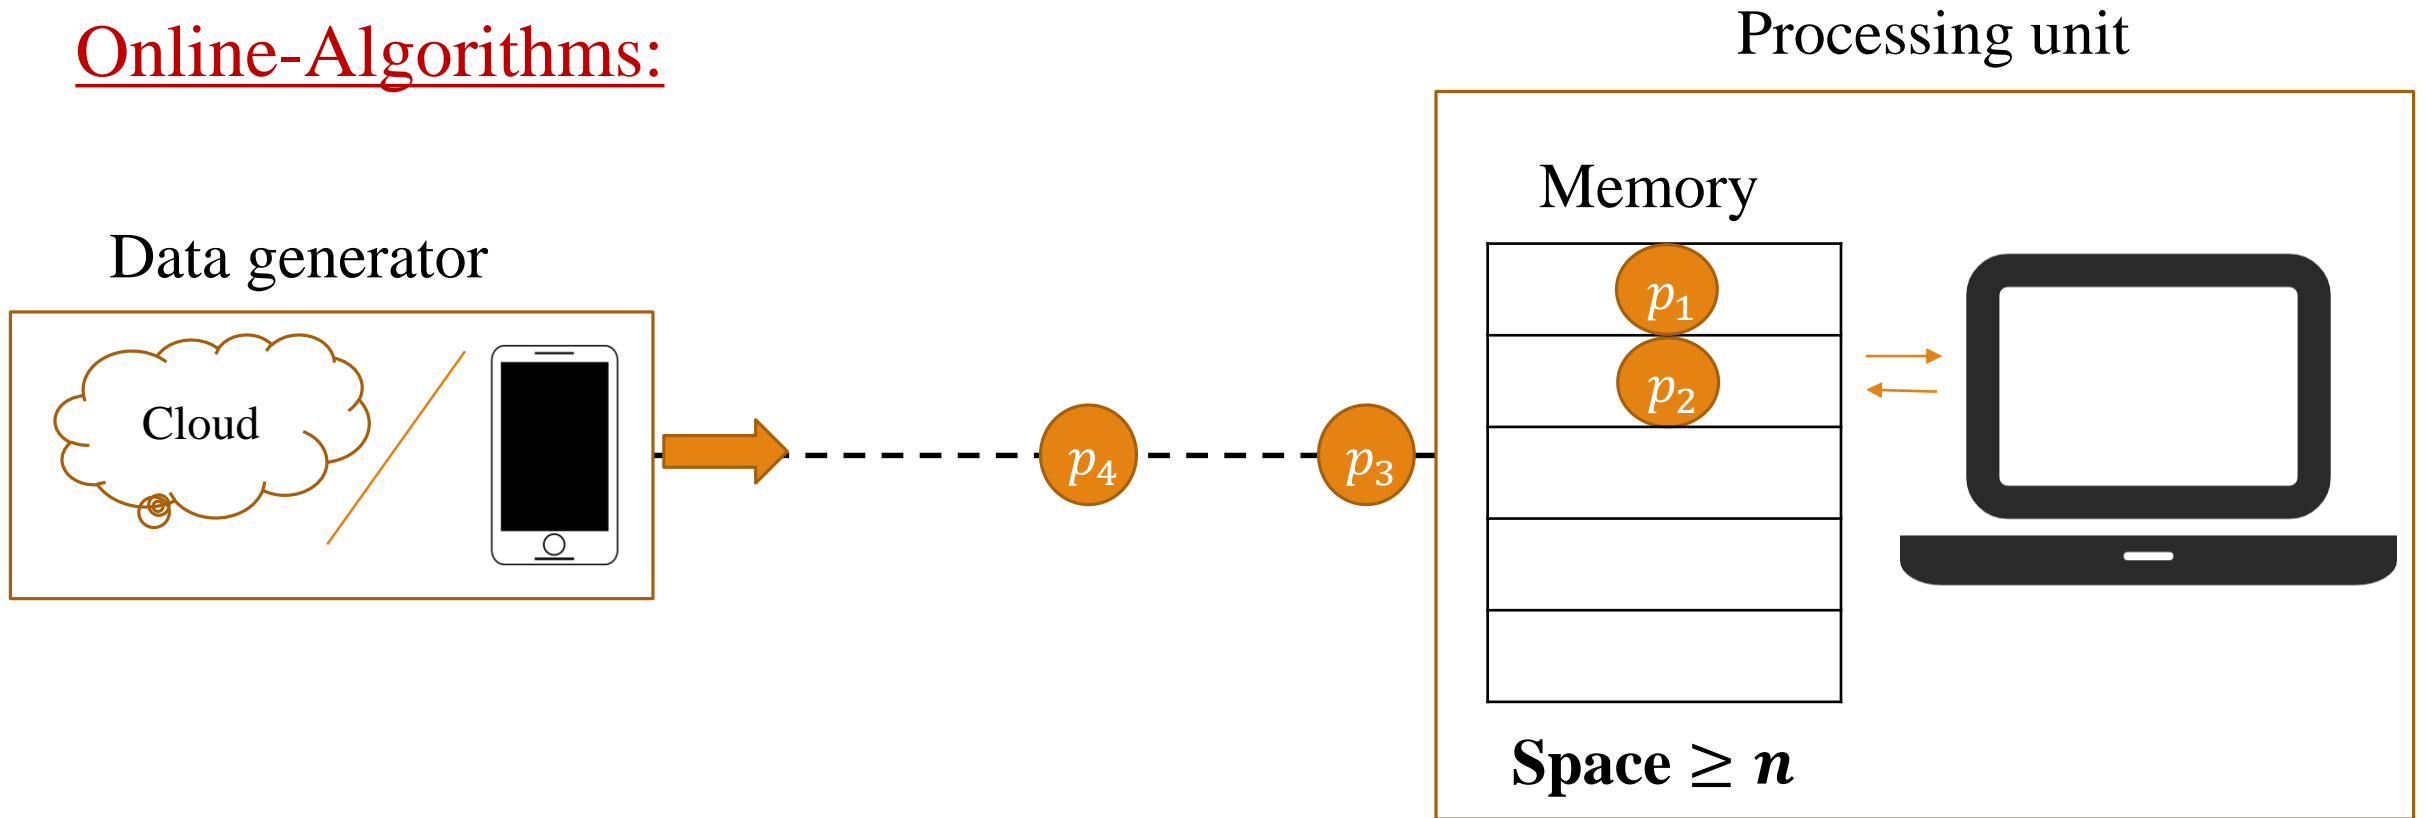 Online-Algorithms:
Processing unit
Memory
Data generator
p₁
p₂
Cloud
p₄
p₃
Space ≥ n